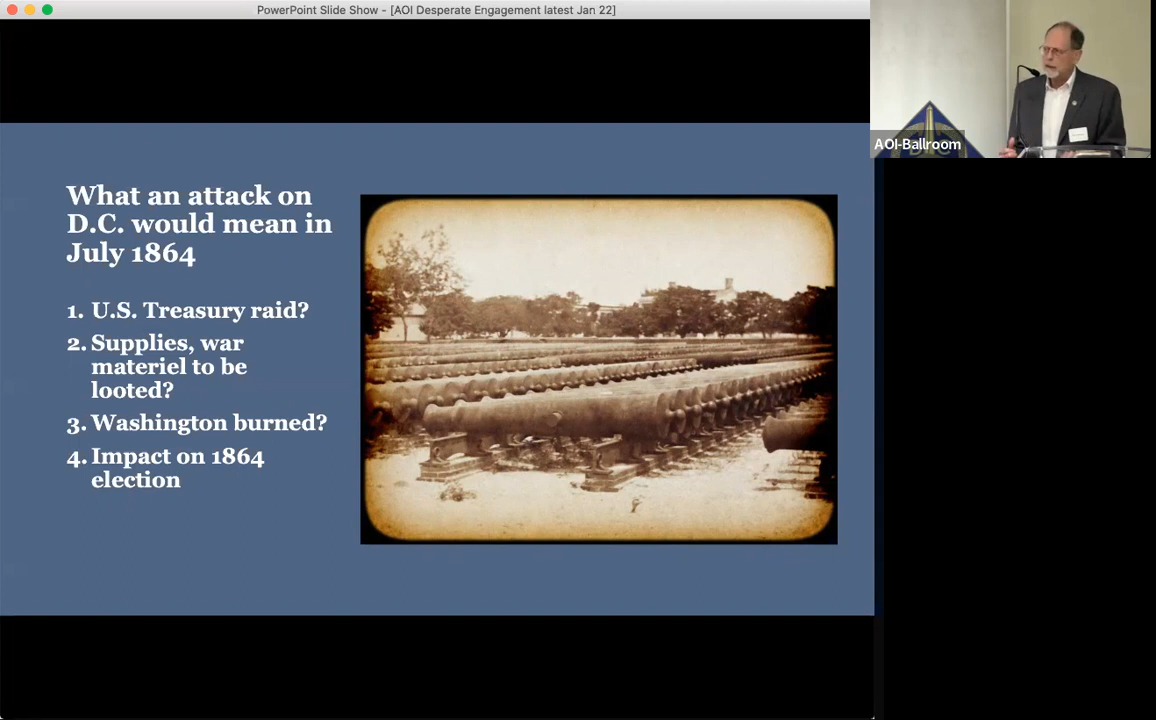 PowerPoint Slide Show - [AOI Desperate Engagement latest Jan 22]
AOI-Ballroom
What an attack on
D.C. would mean in
July 1864
1. U.S. Treasury raid?
2. Supplies, war
materiel to be
looted?
3. Washington burned?
4. Impact on 1864
election